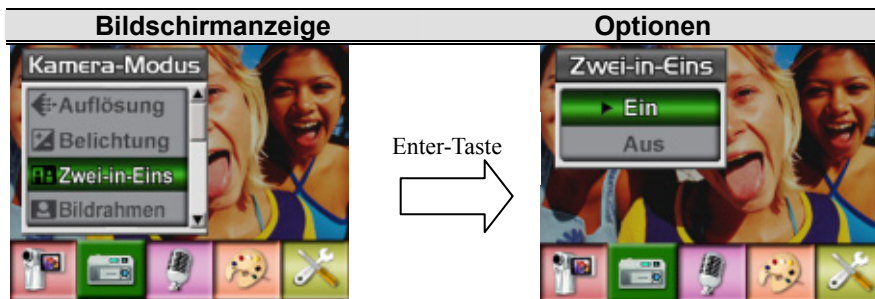 Bildschirmanzeige Optionen
Kamera-Modus
Auflösung
Belichtung
Zwei-in-Eins
Bildrahmen
Enter-Taste
Zwei-in-Eins
Ein
Aus